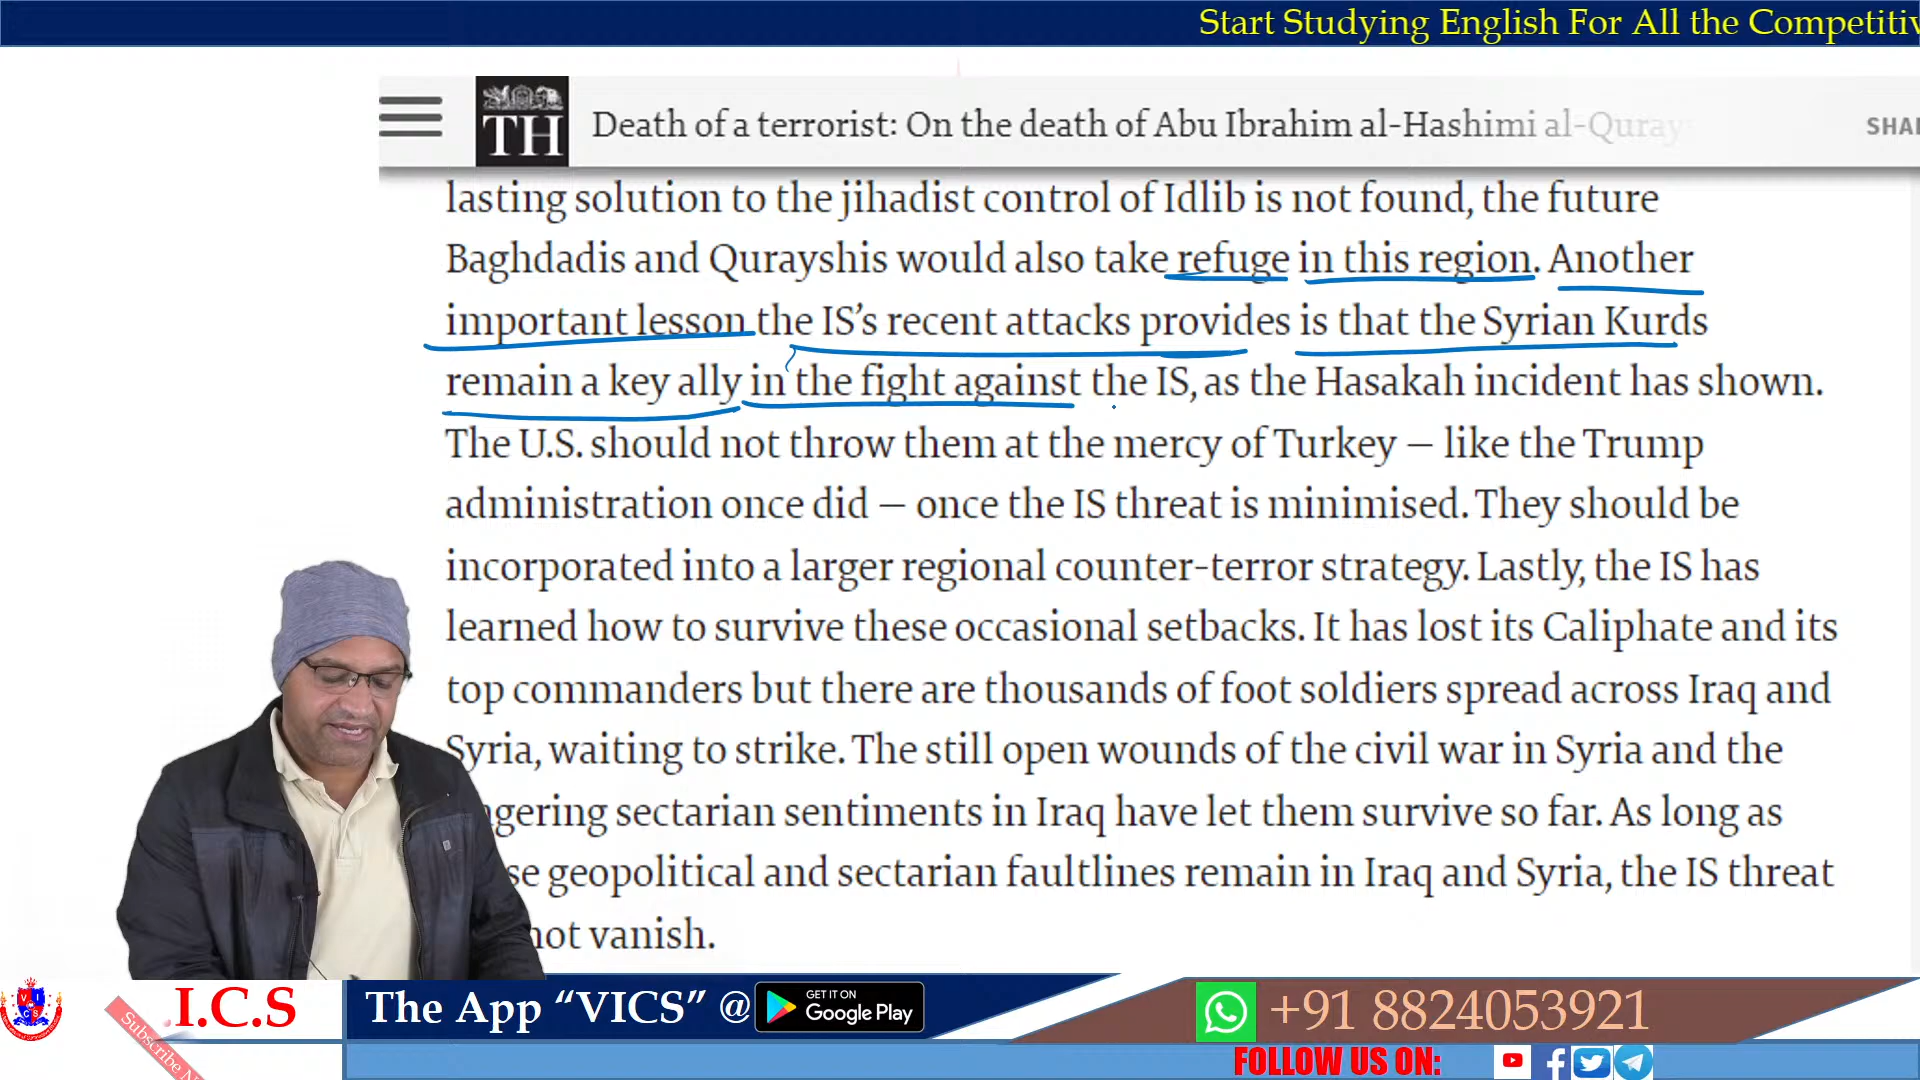 Start Studying English For All the Competitiv
TH
Death of a terrorist: On the death of Abu Ibrahim al-Hashimi al-Quray
SHAR
lasting solution to the jihadist control of Idlib is not found, the future
Baghdadis and Qurayshis would also take refuge in this region. Another
important lesson the IS’s recent attacks provides is that the Syrian Kurds
remain a key ally in the fight against the IS, as the Hasakah incident has shown.
The U.S. should not throw them at the mercy of Turkey — like the Trump
administration once did — once the IS threat is minimised. They should be
incorporated into a larger regional counter-terror strategy. Lastly, the IS has
learned how to survive these occasional setbacks. It has lost its Caliphate and its
top commanders but there are thousands of foot soldiers spread across Iraq and
Syria, waiting to strike. The still open wounds of the civil war in Syria and the
gering sectarian sentiments in Iraq have let them survive so far. As long as
se geopolitical and sectarian faultlines remain in Iraq and Syria, the IS threat
not vanish.
I.C.S
The App “VICS” @
GET IT ON
Google Play
+91 8824053921
Subscribe N
FOLLOW US ON: